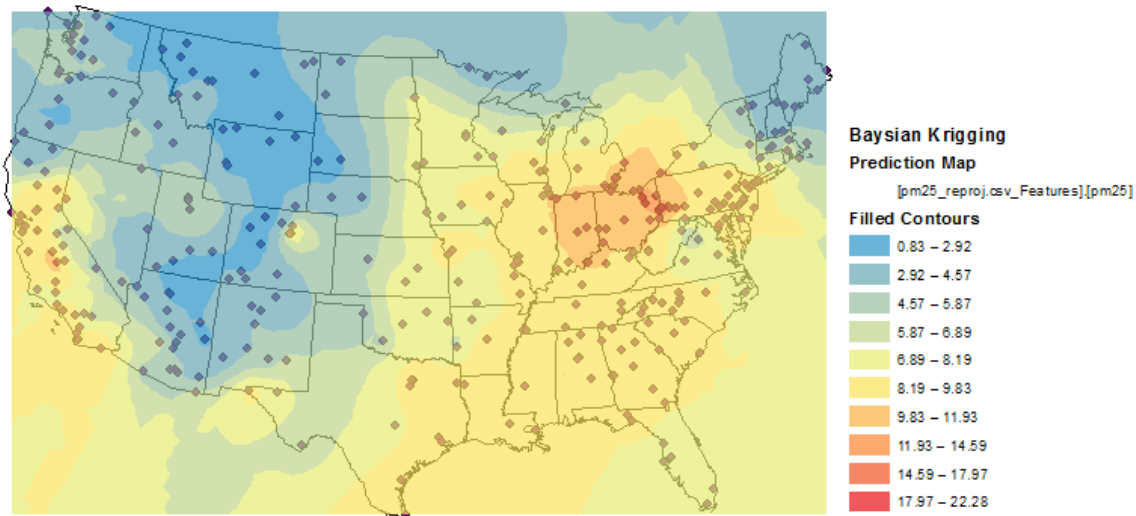 Baysian Krigging
Prediction Map
[pm25_reproj.csv_Features].[pm25]
Filled Contours
0.83 – 2.92
2.92 – 4.57
4.57 – 5.87
5.87 – 6.89
6.89 – 8.19
8.19 – 9.83
9.83 – 11.93
11.93 – 14.59
14.59 – 17.97
17.97 – 22.28